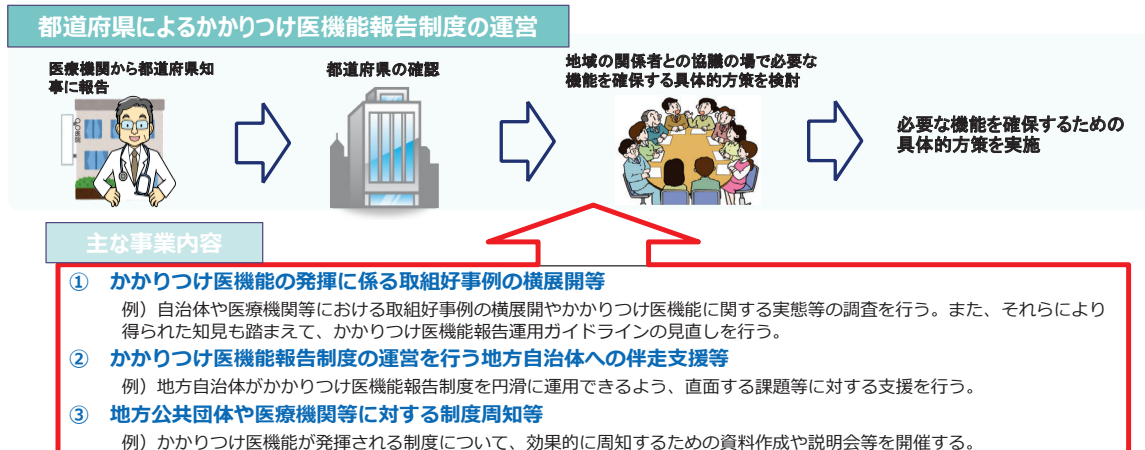 都道府県によるかかりつけ医機能報告制度の運営
医療機関から都道府県知
事に報告
都道府県の確認
地域の関係者との協議の場で必要な
機能を確保する具体的方策を検討
必要な機能を確保するための
具体的方策を実施
主な事業内容
① かかりつけ医機能の発揮に係る取組好事例の横展開等
例）自治体や医療機関等における取組好事例の横展開やかかりつけ医機能に関する実態等の調査を行う。また、それらにより
得られた知見も踏まえて、かかりつけ医機能報告運用ガイドラインの見直しを行う。
② かかりつけ医機能報告制度の運営を行う地方自治体への伴走支援等
例）地方自治体がかかりつけ医機能報告制度を円滑に運用できるよう、直面する課題等に対する支援を行う。
③ 地方公共団体や医療機関等に対する制度周知等
例）かかりつけ医機能が発揮される制度について、効果的に周知するための資料作成や説明会等を開催する。